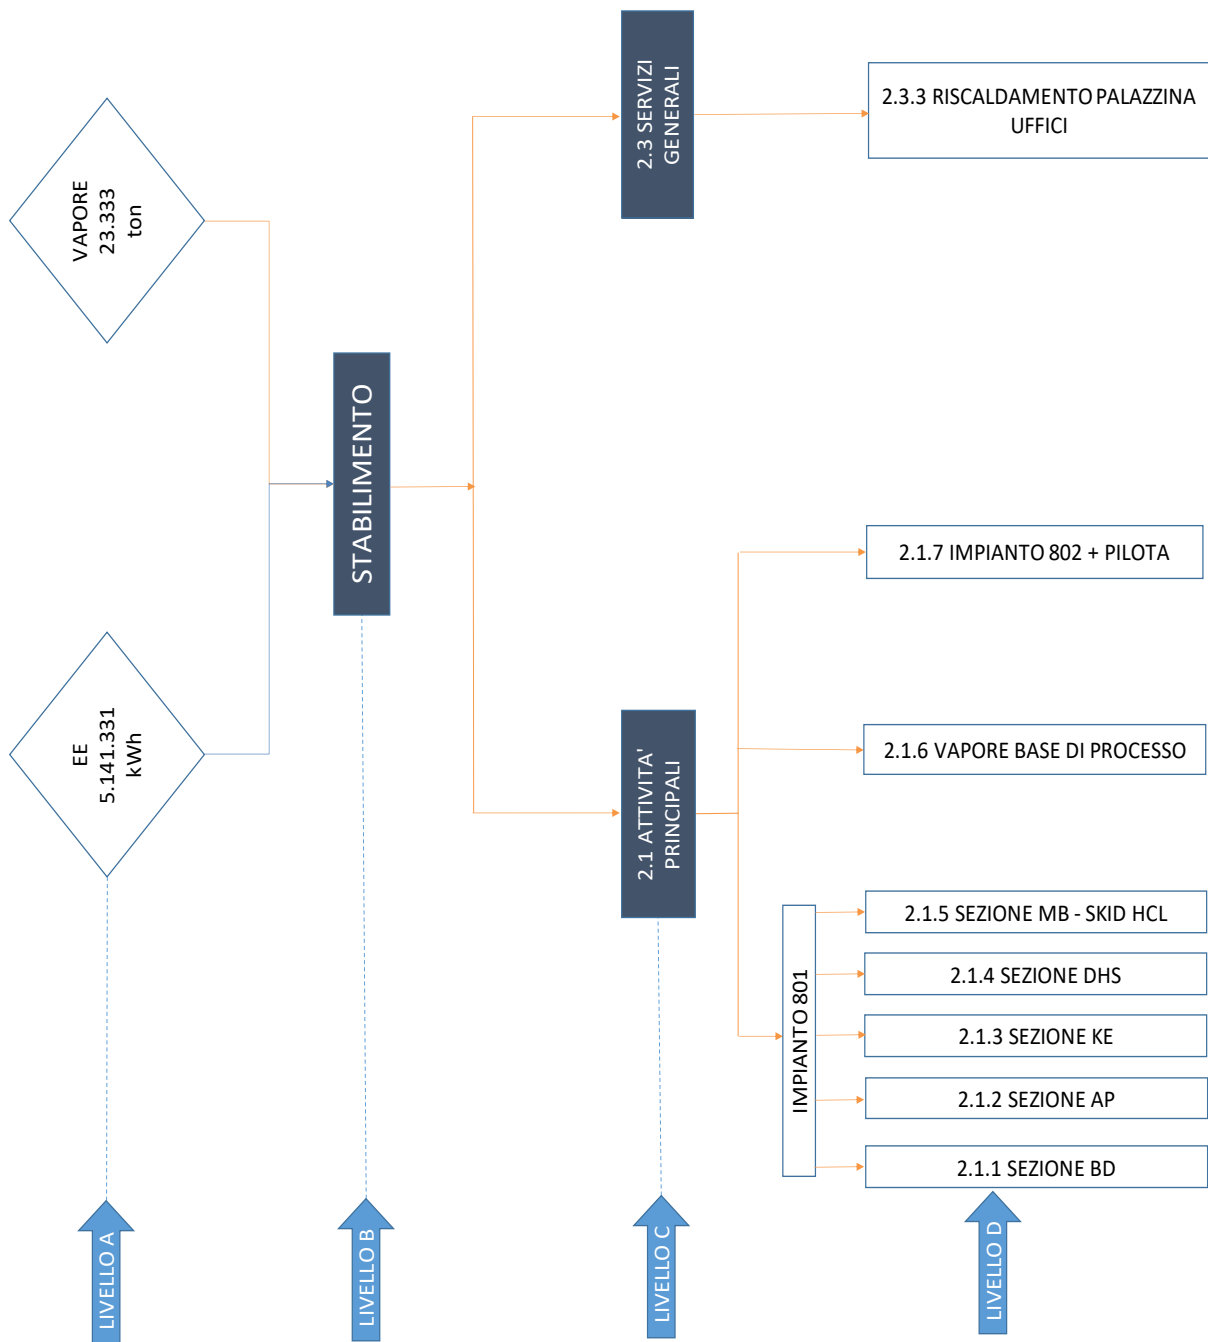 LIVELLO A
EE
5.141.331
kWh
VAPORE
23.333
ton
LIVELLO B
STABILIMENTO
LIVELLO C
2.1 ATTIVITA'
PRINCIPALI
2.3 SERVIZI
GENERALI
LIVELLO D
IMPIANTO 801
2.1.1 SEZIONE BD
2.1.2 SEZIONE AP
2.1.3 SEZIONE KE
2.1.4 SEZIONE DHS
2.1.5 SEZIONE MB - SKID HCL
2.1.6 VAPORE BASE DI PROCESSO
2.1.7 IMPIANTO 802 + PILOTA
2.3.3 RISCALDAMENTO PALAZZINA
UFFICI